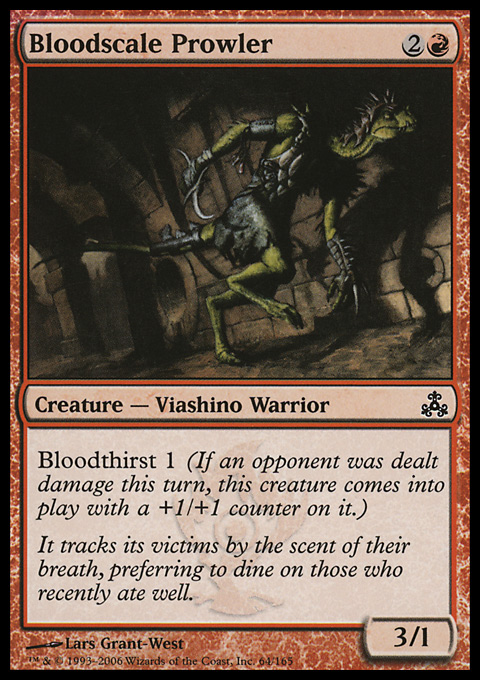 Bloodscale Prowler 2
Creature — Viashino Warrior
Bloodthirst 1 (If an opponent was dealt
damage this turn, this creature comes into
play with a +1/+1 counter on it.)
It tracks its victims by the scent of their
breath, preferring to dine on those who
recently ate well.
Lars Grant-West
3/1
™ & © 1993-2006 Wizards of the Coast, Inc. 64/165